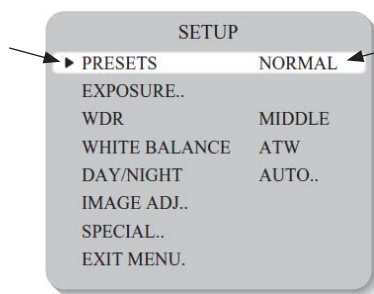 SETUP
PRESETS NORMAL
EXPOSURE..
WDR MIDDLE
WHITE BALANCE ATW
DAY/NIGHT AUTO..
IMAGE ADJ..
SPECIAL..
EXIT MENU.